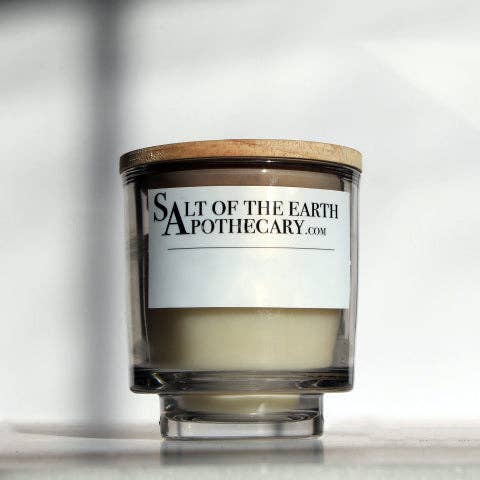 SALT OF THE EARTH
APOTHECARY.COM